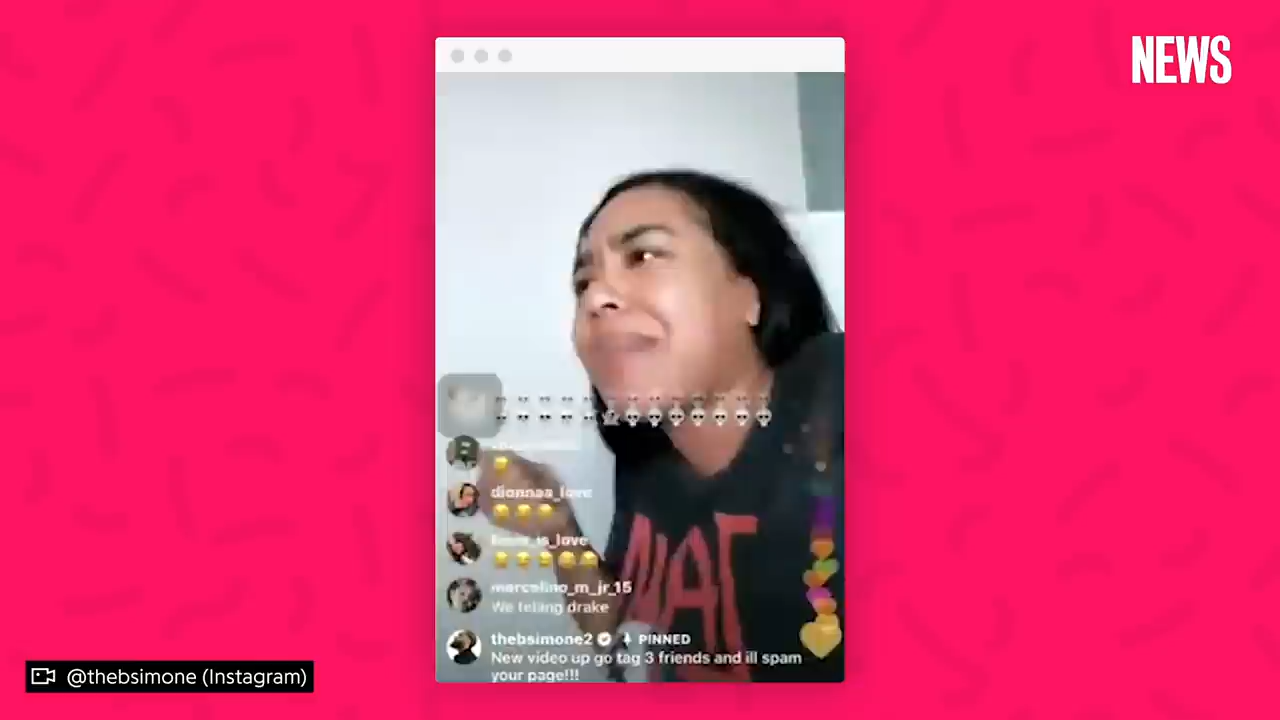 NEWS
dionnaa_love
marcelino_m_jr_15
We telling drake
thebsimone2 PINNED
New video up go tag 3 friends and ill spam
your page!!!
@thebsimone (Instagram)